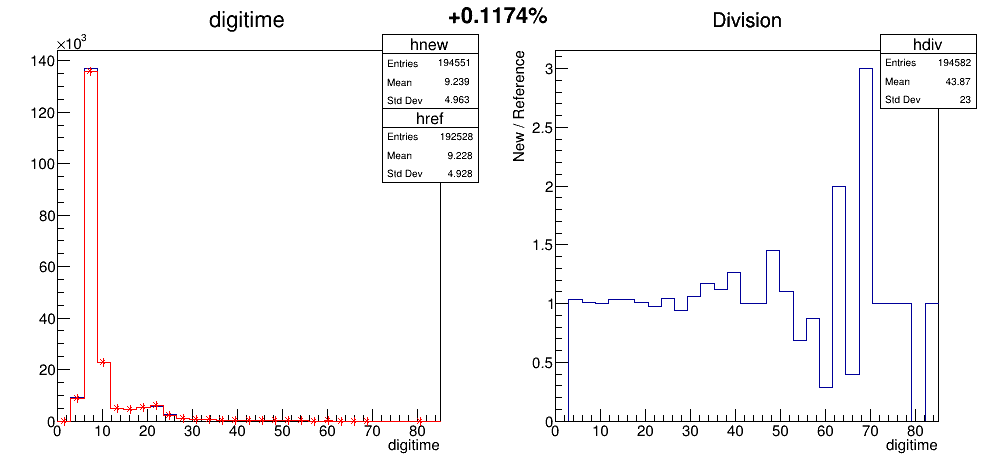 digitime
+0.1174%
Division
×10³
140
120
100
80
60
40
20
0
0 10 20 30 40 50 60 70 80
digitime
hnew
Entries 194551
Mean 9.239
Std Dev 4.963
href
Entries 192528
Mean 9.228
Std Dev 4.928
New / Reference
3
2.5
2
1.5
1
0.5
0
0 10 20 30 40 50 60 70 80
digitime
hdiv
Entries 194582
Mean 43.87
Std Dev 23